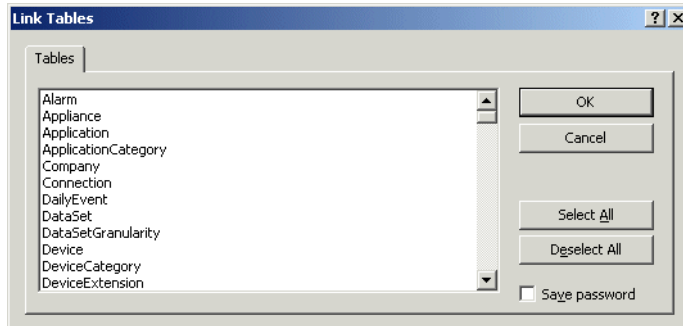 Link Tables
Tables
Alarm
Appliance
Application
ApplicationCategory
Company
Connection
DailyEvent
DataSet
DataSetGranularity
Device
DeviceCategory
DeviceExtension
OK
Cancel
Select All
Deselect All
Save password